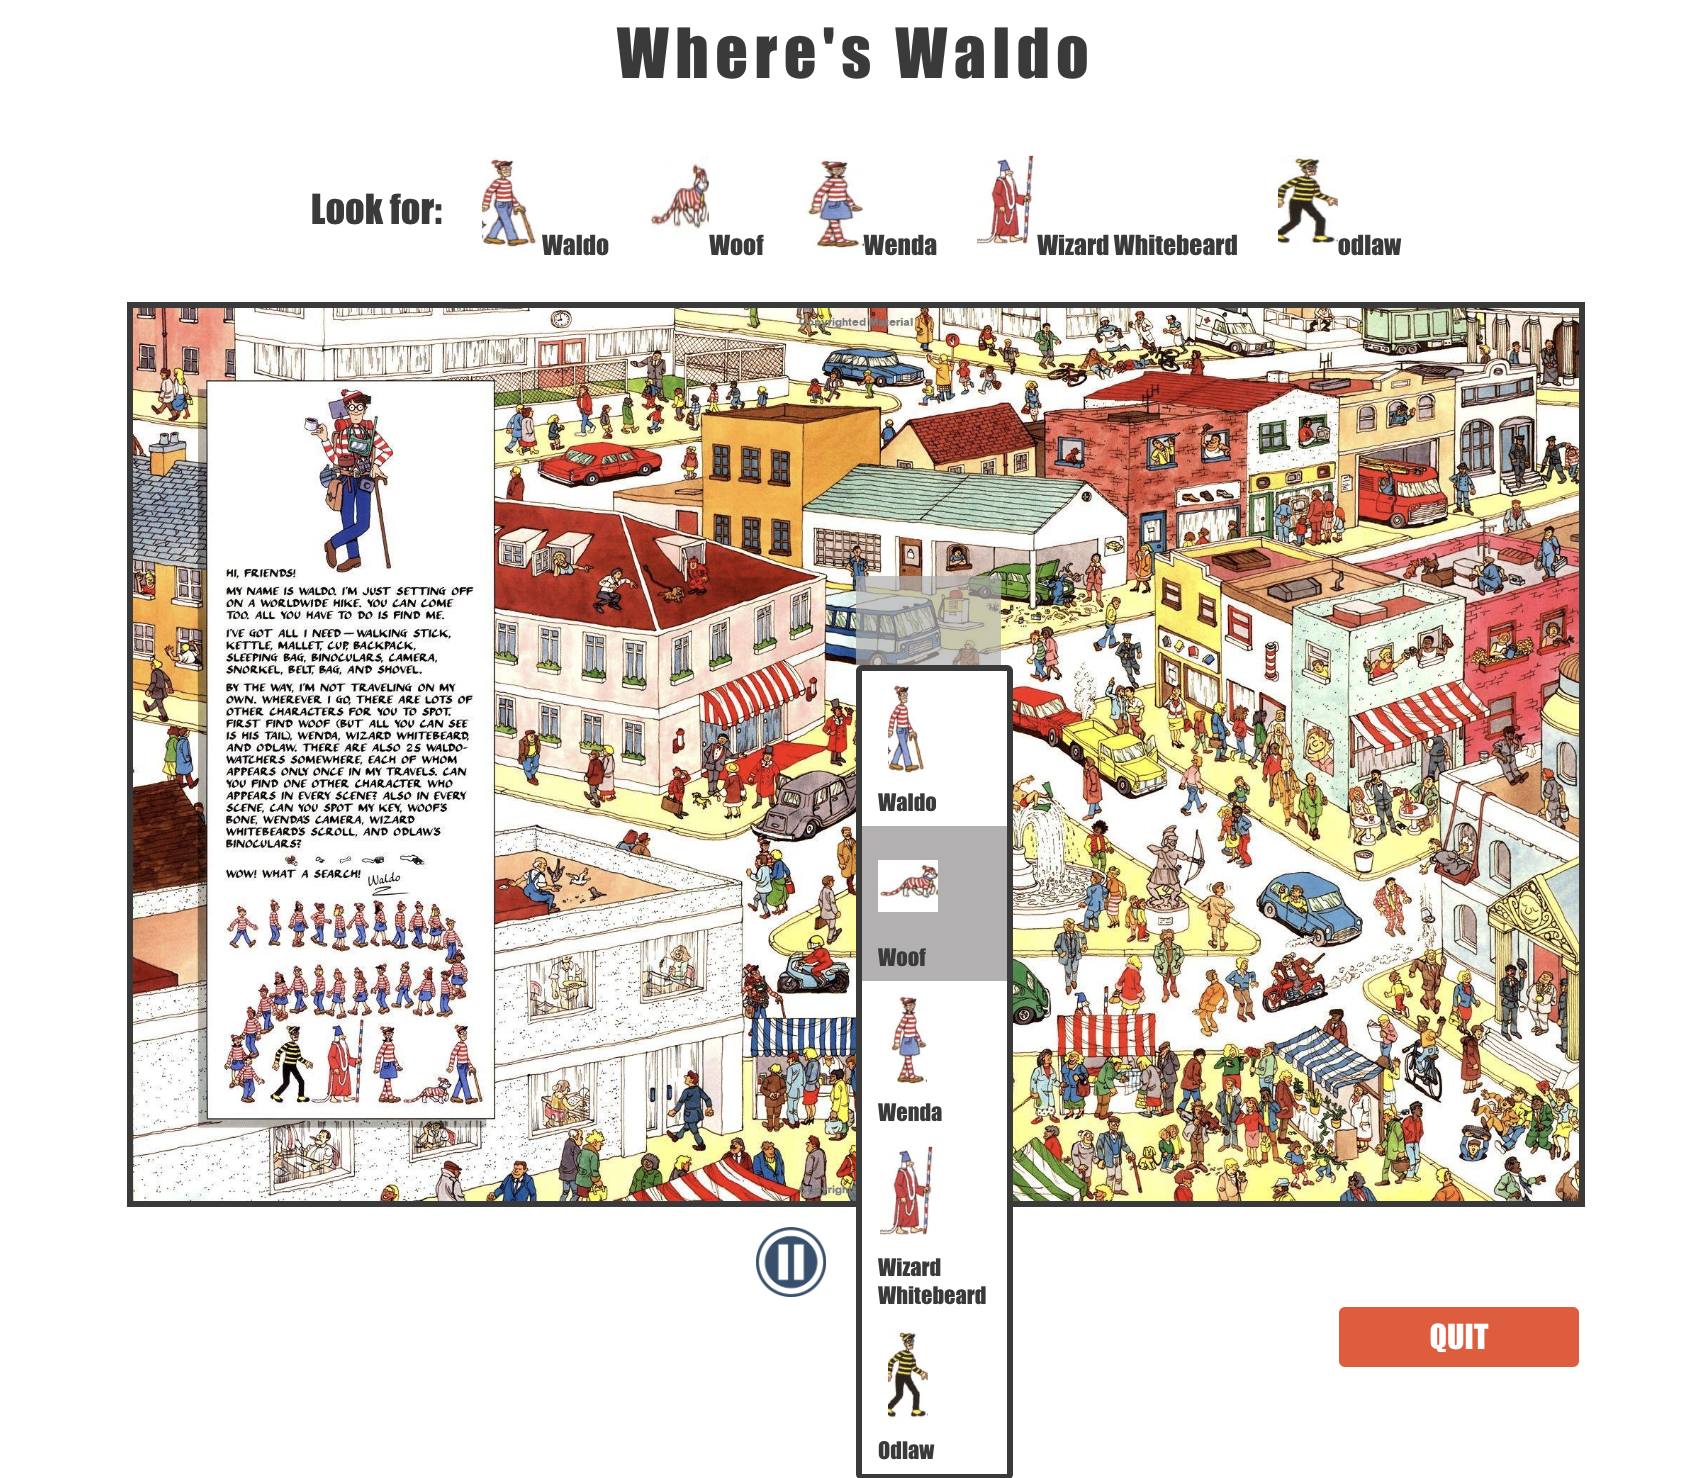 Where's Waldo
Look for:
Waldo
Woof
Wenda
Wizard Whitebeard
odlaw
Copyrighted Material
HI, FRIENDS!
MY NAME IS WALDO. I'M JUST SETTING OFF
ON A WORLDWIDE HIKE. YOU CAN COME
TOO. ALL YOU HAVE TO DO IS FIND ME.
I'VE GOT ALL I NEED — WALKING STICK,
KETTLE, MALLET, CUP, BACKPACK,
SLEEPING BAG, BINOCULARS, CAMERA,
SNORKEL, BELT, BAG, AND SHOVEL.
BY THE WAY, I'M NOT TRAVELING ON MY
OWN. WHEREVER I GO, THERE ARE LOTS OF
OTHER CHARACTERS FOR YOU TO SPOT.
FIRST FIND WOOF (BUT ALL YOU CAN SEE
IS HIS TAIL), WENDA, WIZARD WHITEBEARD,
AND ODLAW. THERE ARE ALSO 25 WALDO-
WATCHERS SOMEWHERE, EACH OF WHOM
APPEARS ONLY ONCE IN MY TRAVELS. CAN
YOU FIND ONE OTHER CHARACTER WHO
APPEARS IN EVERY SCENE? ALSO IN EVERY
SCENE, CAN YOU SPOT MY KEY, WOOF'S
BONE, WENDA'S CAMERA, WIZARD
WHITEBEARD'S SCROLL, AND ODLAW'S
BINOCULARS?
WOW! WHAT A SEARCH!
Waldo
Waldo
Woof
Wenda
Wizard
Whitebeard
Odlaw
QUIT